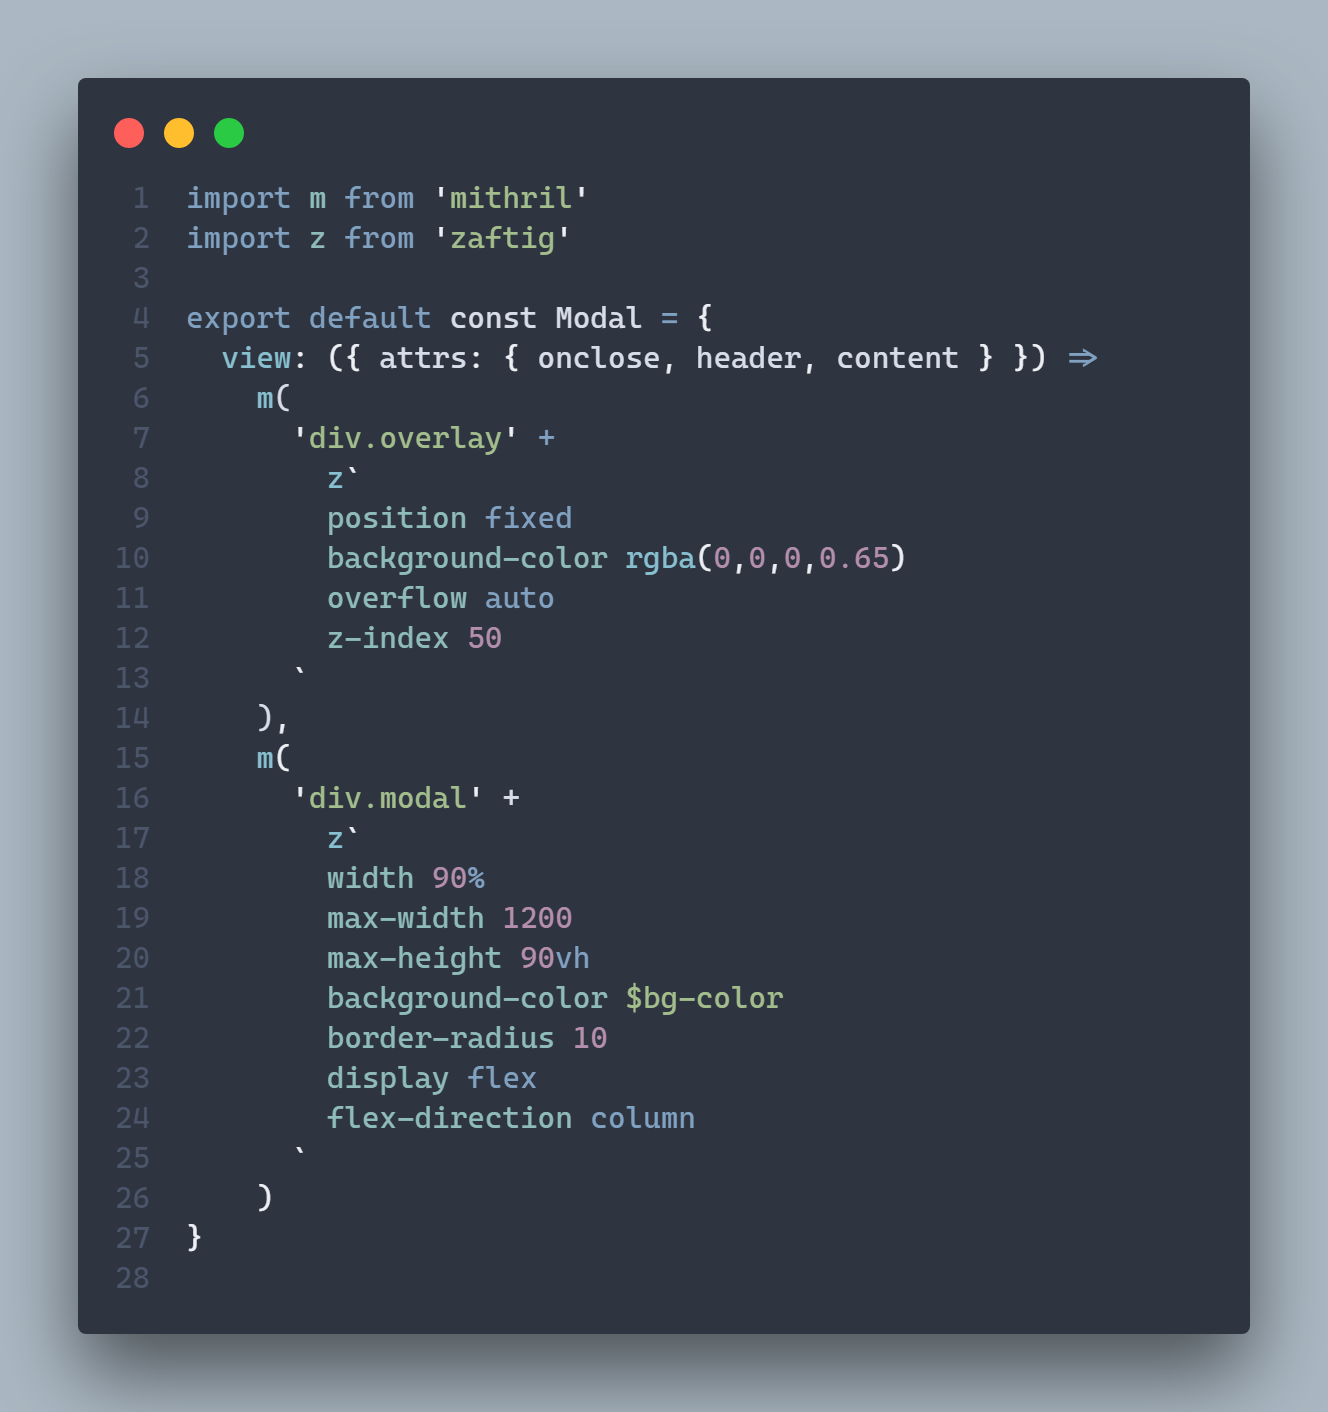 1 import m from 'mithril'
2 import z from 'zaftig'
3
4 export default const Modal = {
5   view: ({ attrs: { onclose, header, content } }) =>
6     m(
7       'div.overlay' +
8         z`
9         position fixed
10         background-color rgba(0,0,0,0.65)
11         overflow auto
12         z-index 50
13       `
14     ),
15     m(
16       'div.modal' +
17         z`
18         width 90%
19         max-width 1200
20         max-height 90vh
21         background-color $bg-color
22         border-radius 10
23         display flex
24         flex-direction column
25       `
26     )
27 }
28